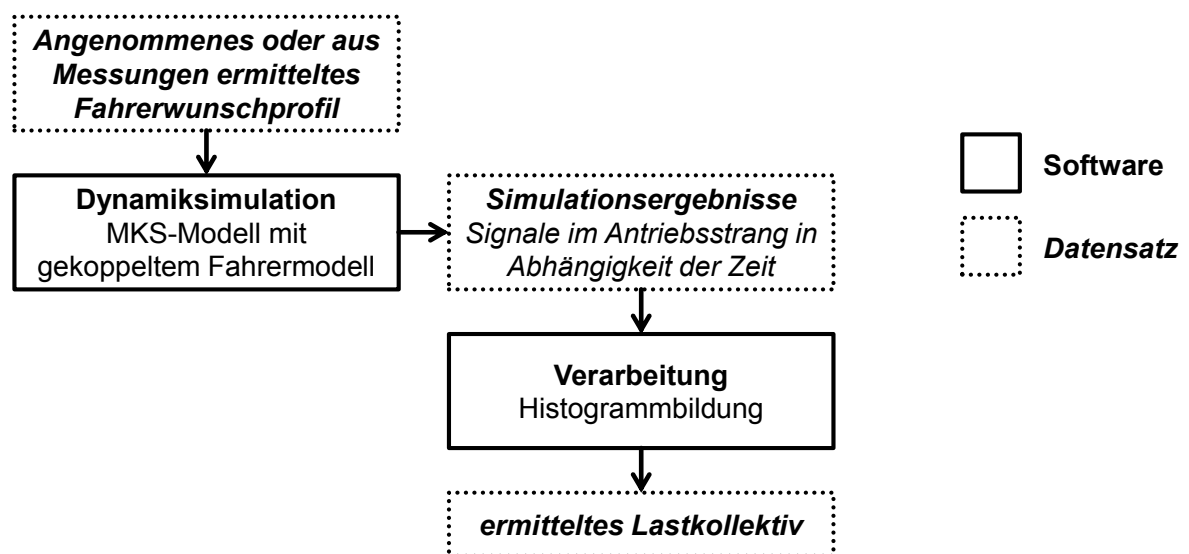 Angenommenes oder aus
Messungen ermitteltes
Fahrerwunschprofil
Dynamiksimulation
MKS-Modell mit
gekoppeltem Fahrermodell
Simulationsergebnisse
Signale im Antriebsstrang in
Abhängigkeit der Zeit
Verarbeitung
Histogrammbildung
ermitteltes Lastkollektiv
Software
Datensatz